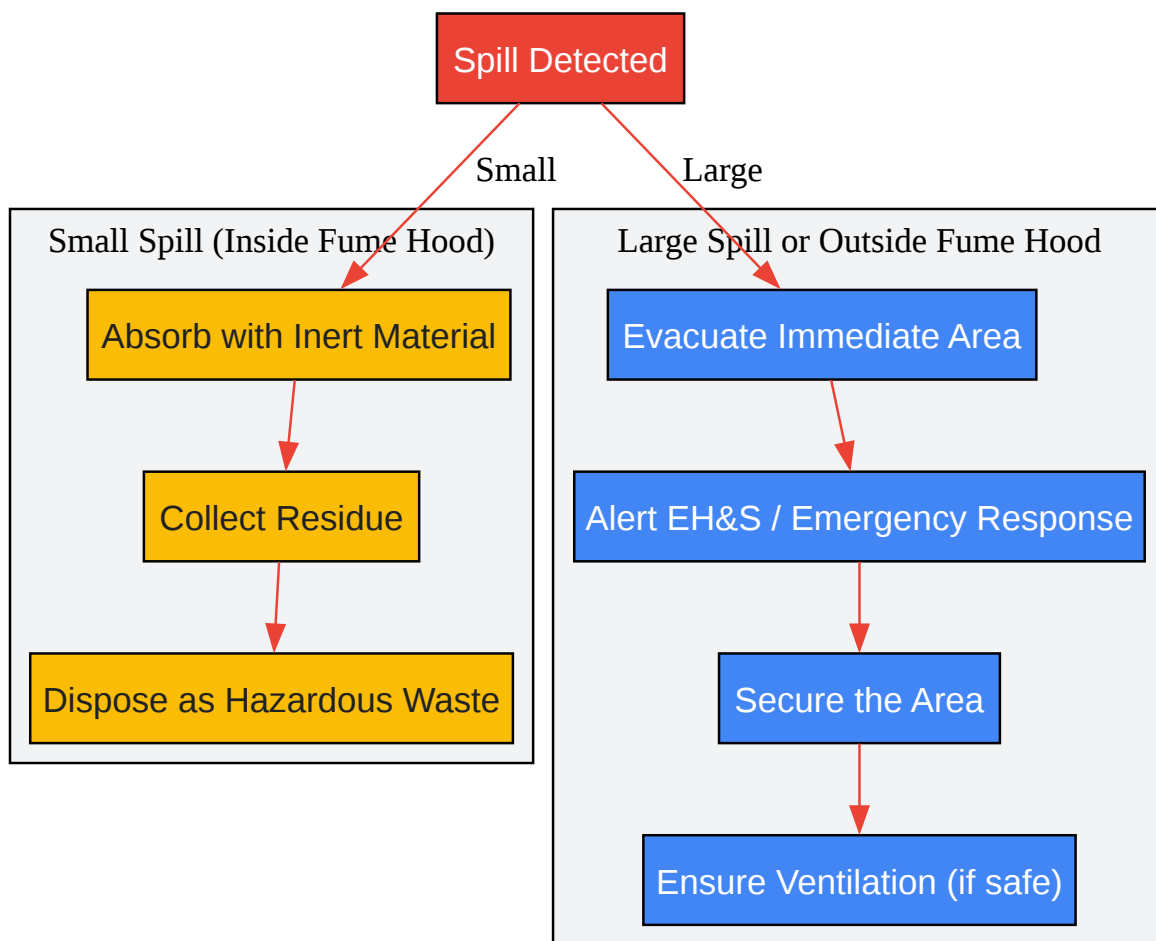 Spill Detected
Small
Large
Small Spill (Inside Fume Hood)
Absorb with Inert Material
Collect Residue
Dispose as Hazardous Waste
Large Spill or Outside Fume Hood
Evacuate Immediate Area
Alert EH&S / Emergency Response
Secure the Area
Ensure Ventilation (if safe)